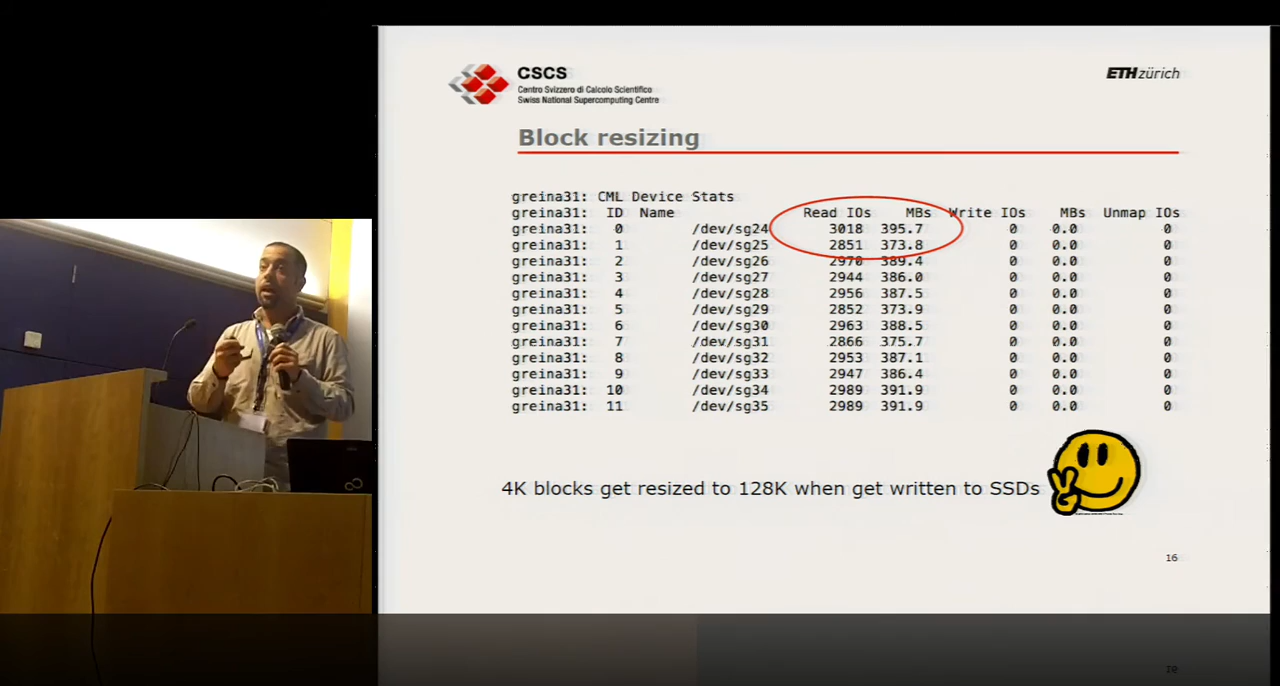 CSCS
Centro Svizzero di Calcolo Scientifico
Swiss National Supercomputing Centre
ETH zürich
Block resizing
greina31: CML Device Stats
greina31: ID Name Read IOs MBs Write IOs MBs Unmap IOs
greina31: 0 /dev/sg24 3018 395.7 0 0.0 0
greina31: 1 /dev/sg25 2851 373.8 0 0.0 0
greina31: 2 /dev/sg26 2970 389.4 0 0.0 0
greina31: 3 /dev/sg27 2944 386.0 0 0.0 0
greina31: 4 /dev/sg28 2956 387.5 0 0.0 0
greina31: 5 /dev/sg29 2852 373.9 0 0.0 0
greina31: 6 /dev/sg30 2963 388.5 0 0.0 0
greina31: 7 /dev/sg31 2866 375.7 0 0.0 0
greina31: 8 /dev/sg32 2953 387.1 0 0.0 0
greina31: 9 /dev/sg33 2947 386.4 0 0.0 0
greina31: 10 /dev/sg34 2989 391.9 0 0.0 0
greina31: 11 /dev/sg35 2989 391.9 0 0.0 0
4K blocks get resized to 128K when get written to SSDs
16